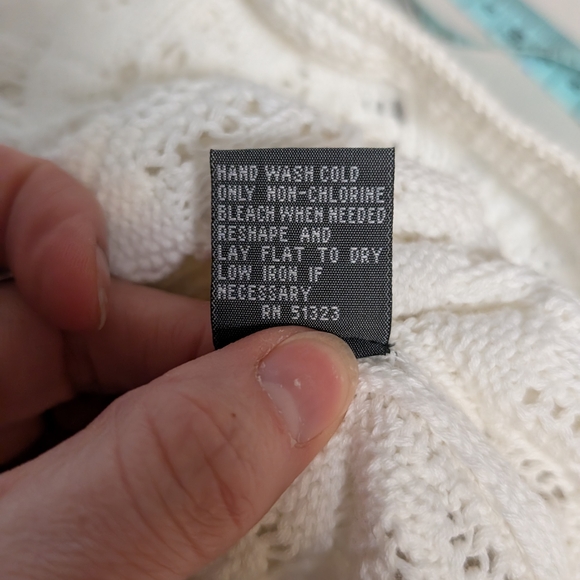 HAND WASH COLD
ONLY NON-CHLORINE
BLEACH WHEN NEEDED
RESHAPE AND
LAY FLAT TO DRY
LOW IRON IF
NECESSARY
RN 51323